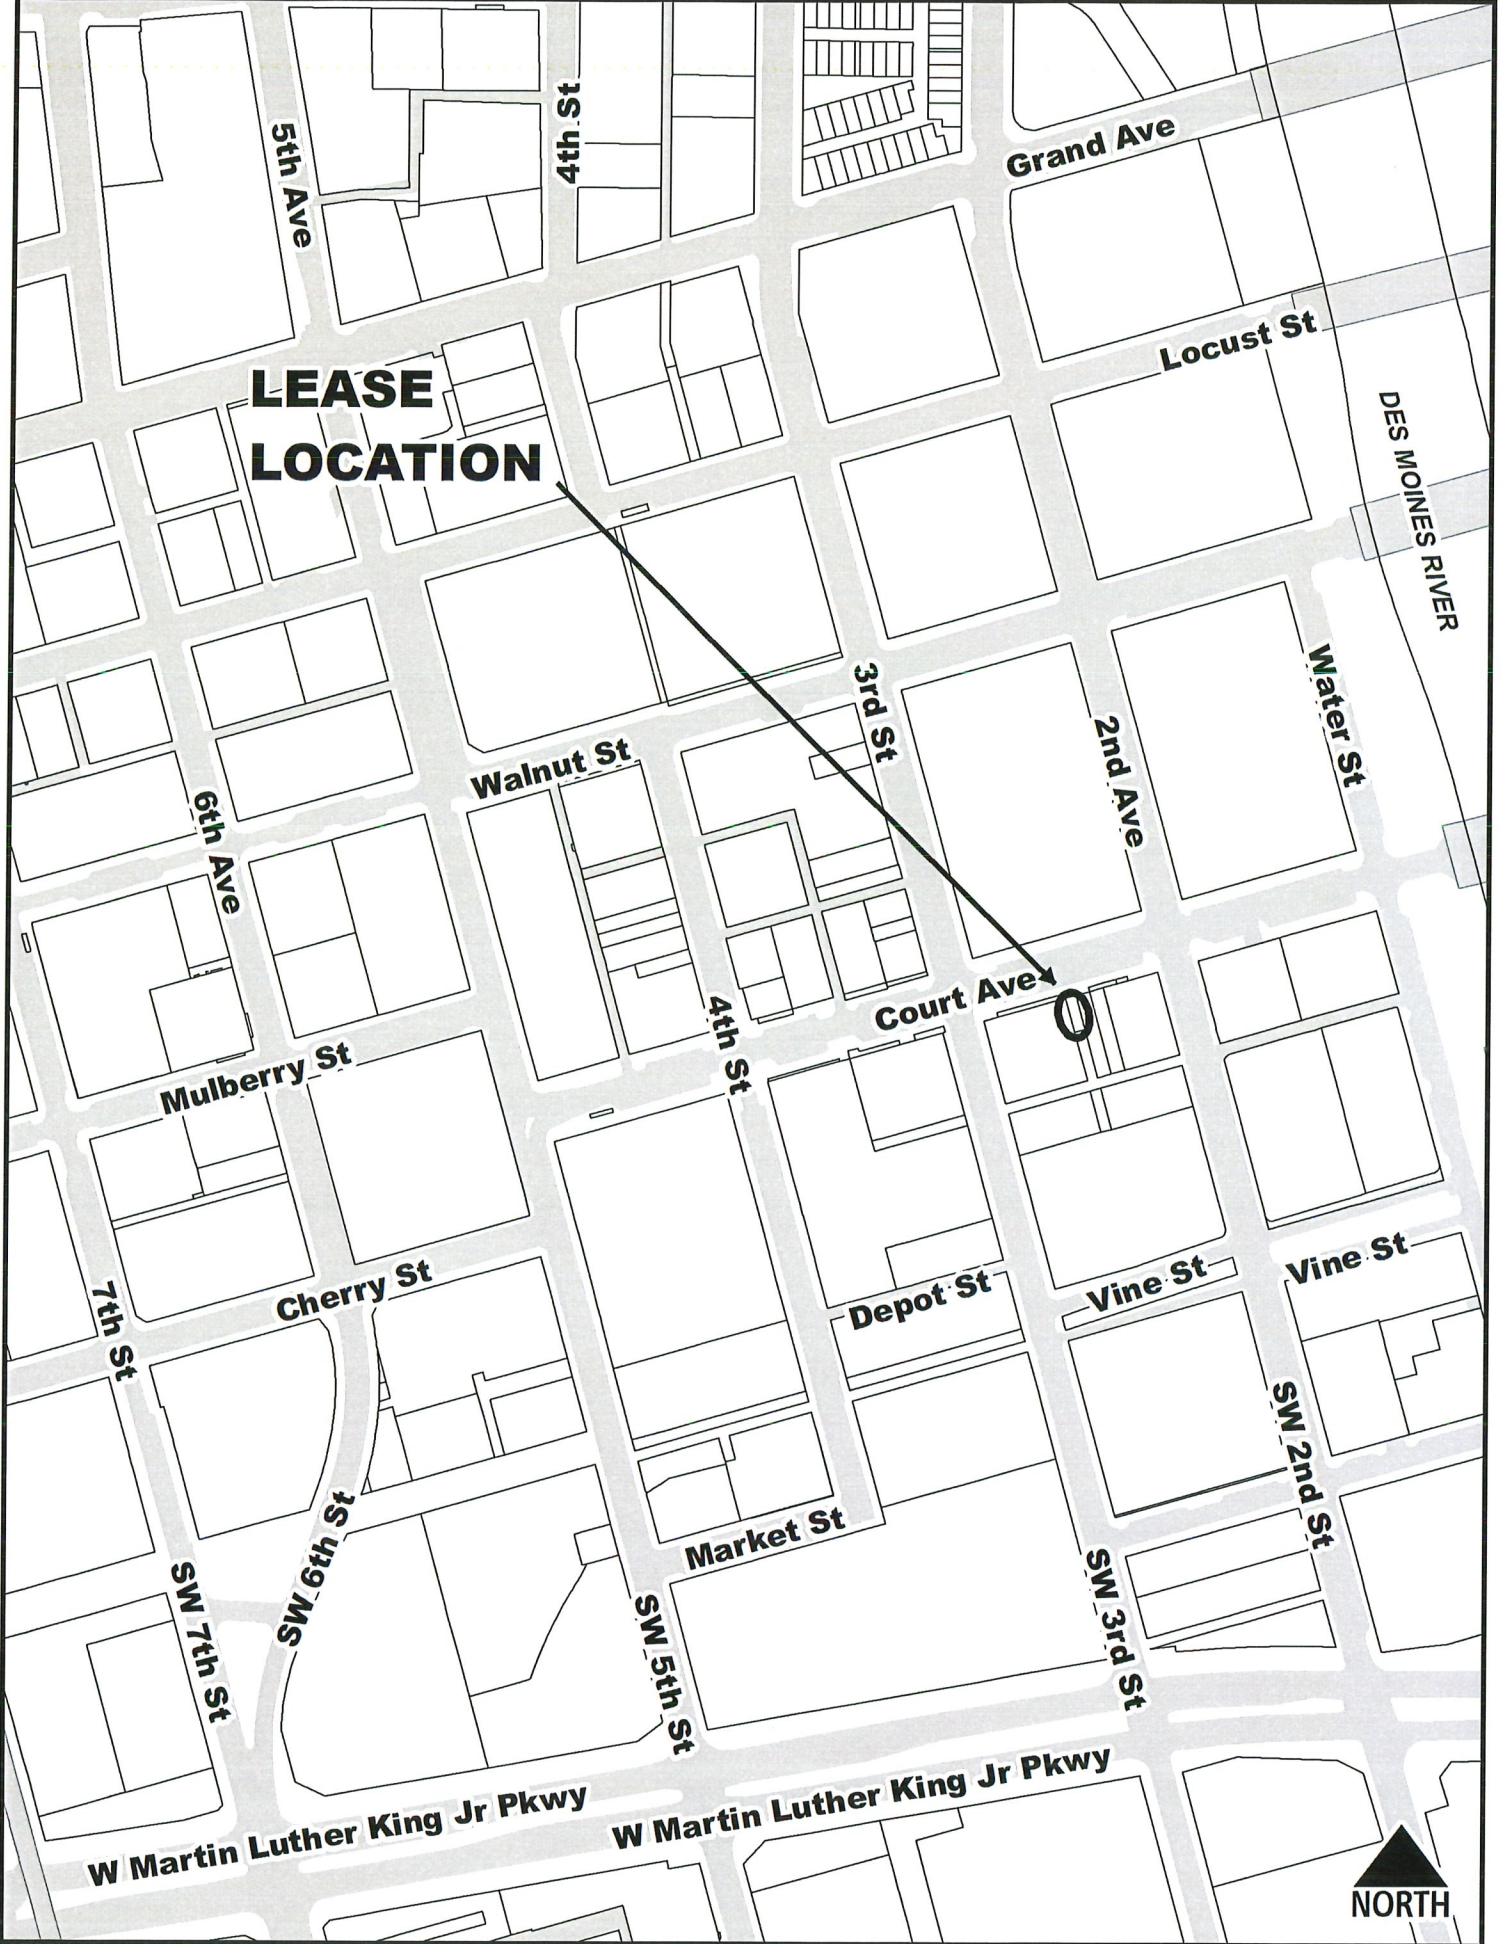 5th Ave
4th St
Grand Ave
Locust St
LEASE
LOCATION
DES MOINES RIVER
3rd St
Water St
2nd Ave
Walnut St
6th Ave
Court Ave
4th St
Mulberry St
Cherry St
Depot St
Vine St
Vine St
7th St
SW 2nd St
SW 6th St
Market St
SW 7th St
SW 5th St
SW 3rd St
W Martin Luther King Jr Pkwy
W Martin Luther King Jr Pkwy
NORTH